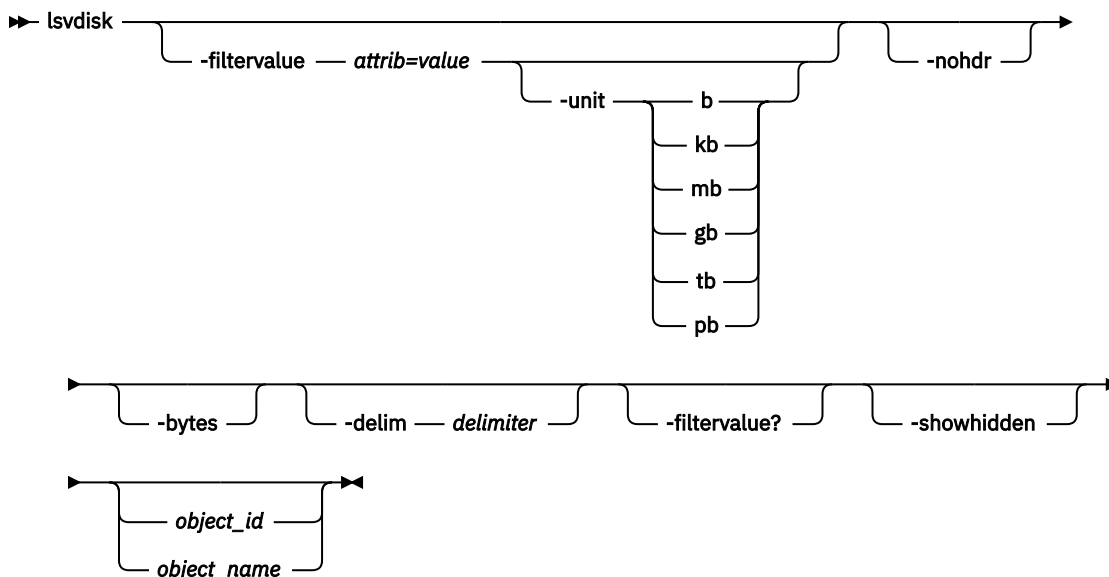 lsvdisk
-filtervalue attrib=value -nohdr
-unit b
kb
mb
gb
tb
pb
-bytes -delim delimiter -filtervalue? -showhidden
object_id
object_name